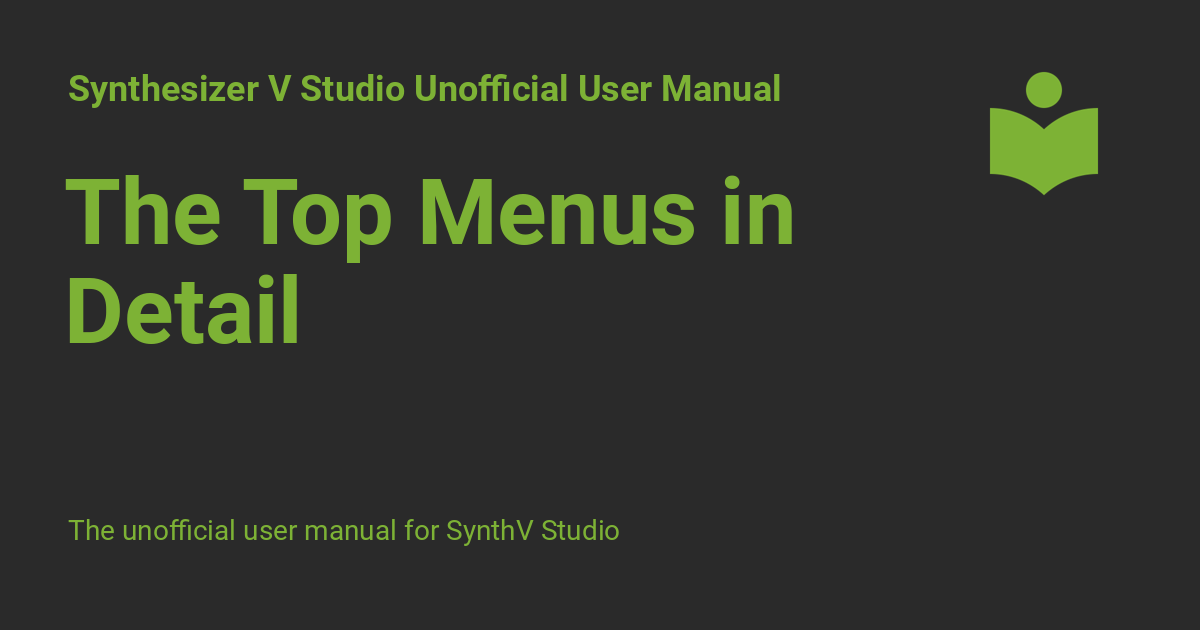 Synthesizer V Studio Unofficial User Manual
The Top Menus in
Detail
The unofficial user manual for SynthV Studio